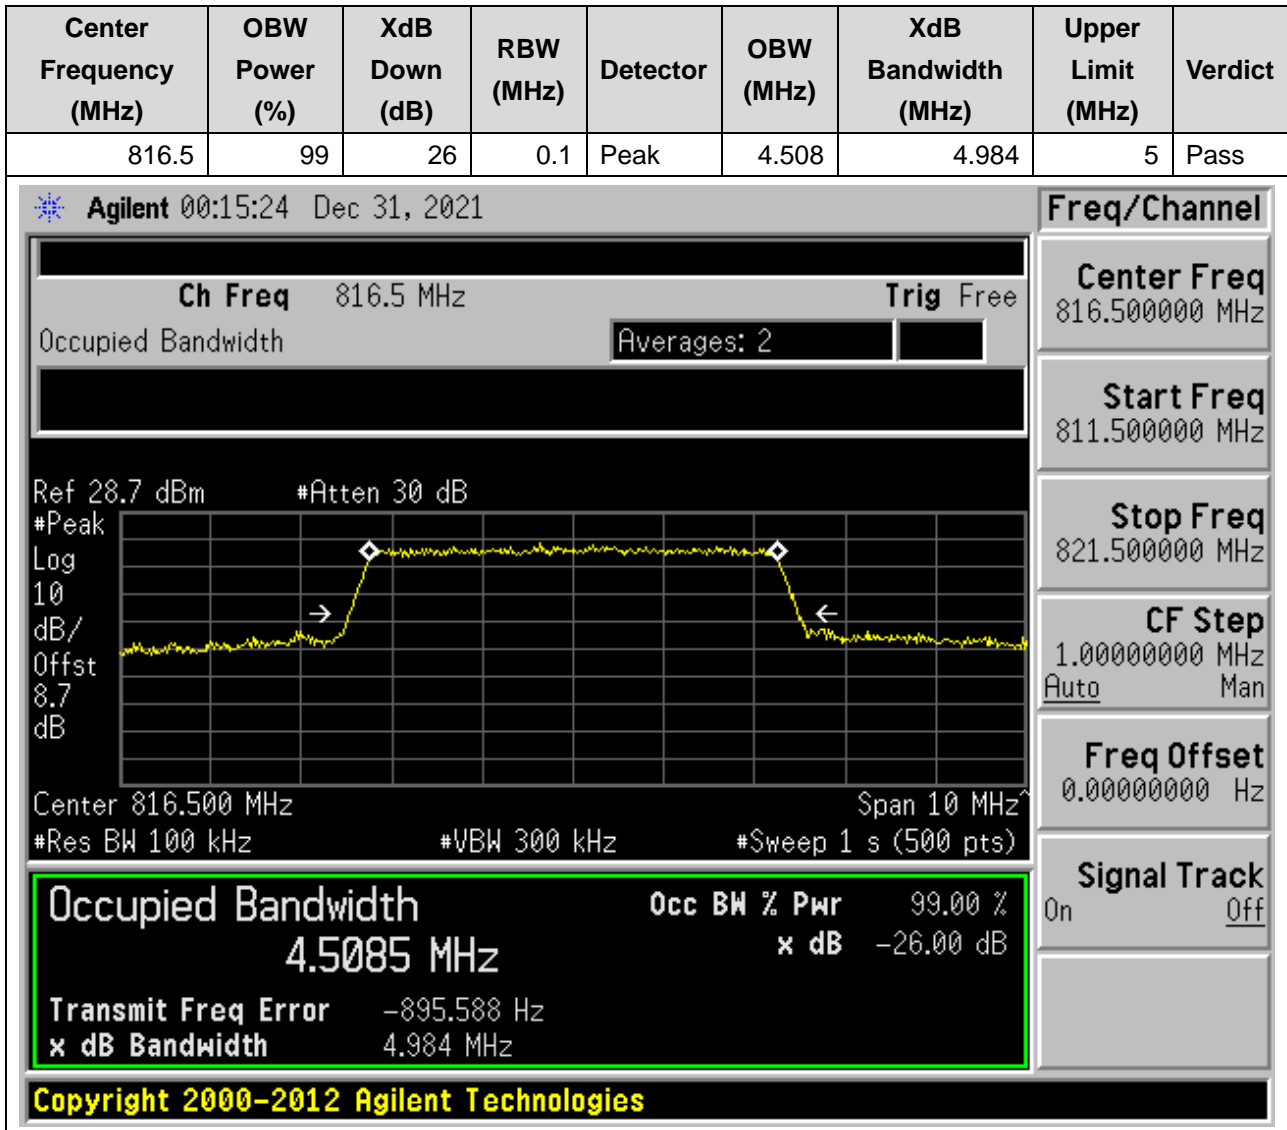 Center Frequency (MHz) OBW Power (%) XdB Down (dB) RBW (MHz) Detector OBW (MHz) XdB Bandwidth (MHz) Upper Limit (MHz) Verdict
816.5 99 26 0.1 Peak 4.508 4.984 5 Pass
Agilent 00:15:24 Dec 31, 2021
Freq/Channel
Ch Freq 816.5 MHz Trig Free
Occupied Bandwidth Averages: 2
Center Freq
816.500000 MHz
Start Freq
811.500000 MHz
Stop Freq
821.500000 MHz
CF Step
1.00000000 MHz
Auto Man
Freq Offset
0.00000000 Hz
Signal Track
On Off
Ref 28.7 dBm #Atten 30 dB
#Peak
Log
10
dB/
Offst
8.7
dB
Center 816.500 MHz Span 10 MHz^
#Res BW 100 kHz #VBW 300 kHz #Sweep 1 s (500 pts)
Occupied Bandwidth Occ BW % Pwr 99.00 %
4.5085 MHz x dB -26.00 dB
Transmit Freq Error -895.588 Hz
x dB Bandwidth 4.984 MHz
Copyright 2000-2012 Agilent Technologies